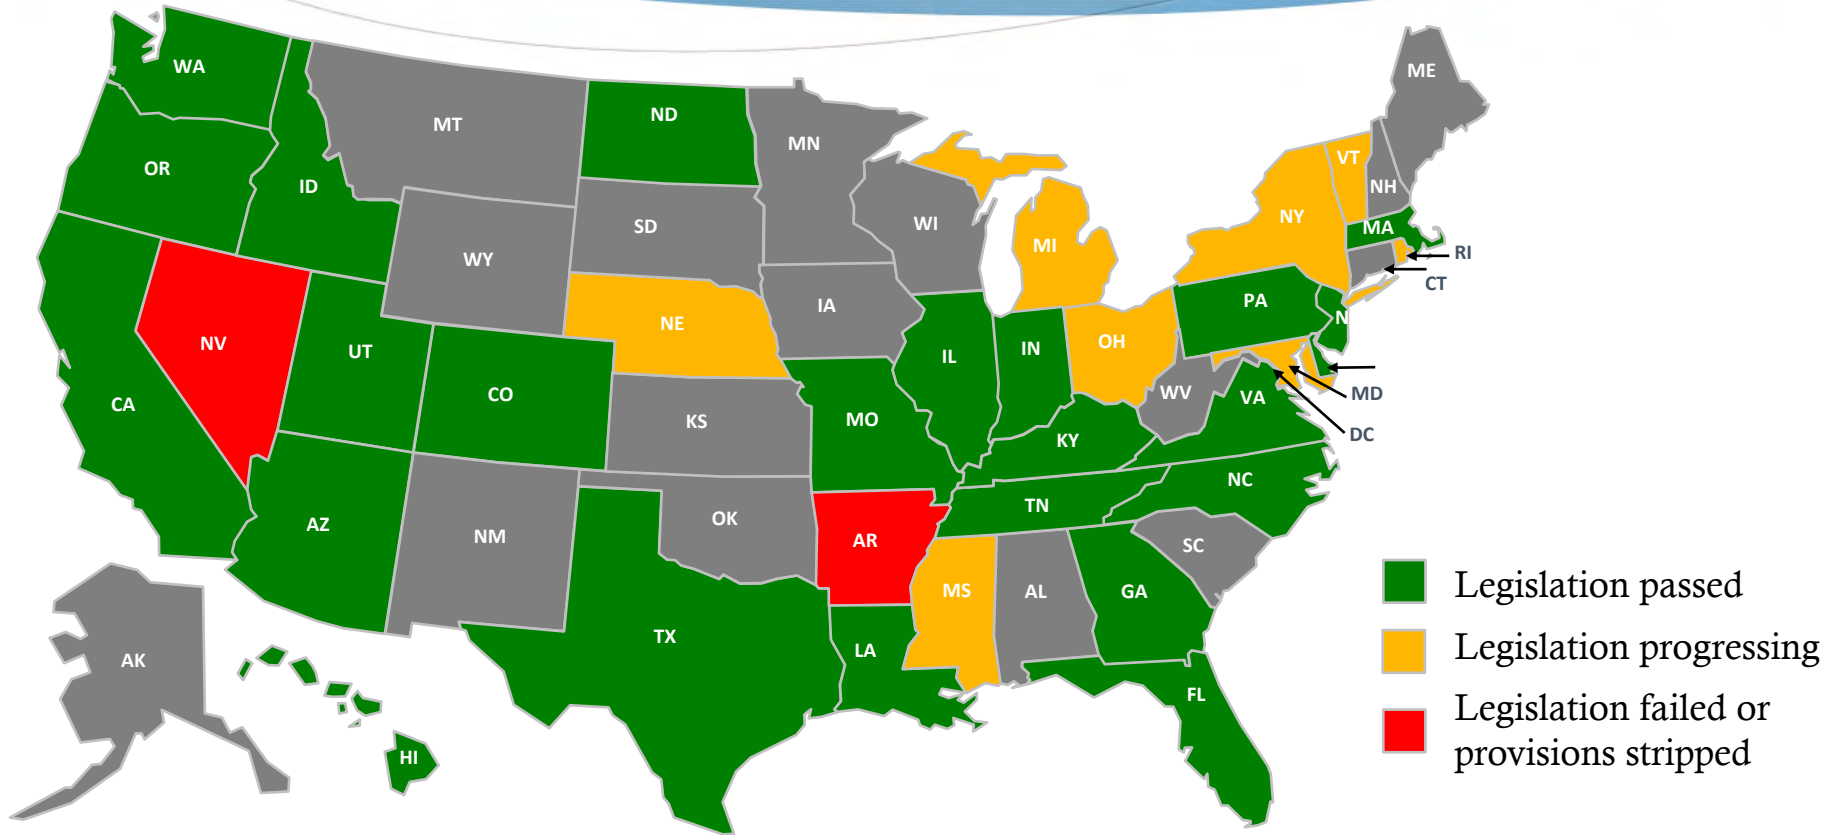 WA
ME
ND
MT
MN
VT
OR
ID
NH
NY
WI
SD
MA
MI
RI
WY
CT
PA
IA
N
NE
OH
NV
UT
IL
IN
WV
MD
CO
VA
CA
MO
KS
DC
KY
NC
TN
OK
AZ
NM
AR
SC
Legislation passed
MS
AL
GA
TX
LA
Legislation progressing
AK
FL
Legislation failed or
provisions stripped
HI